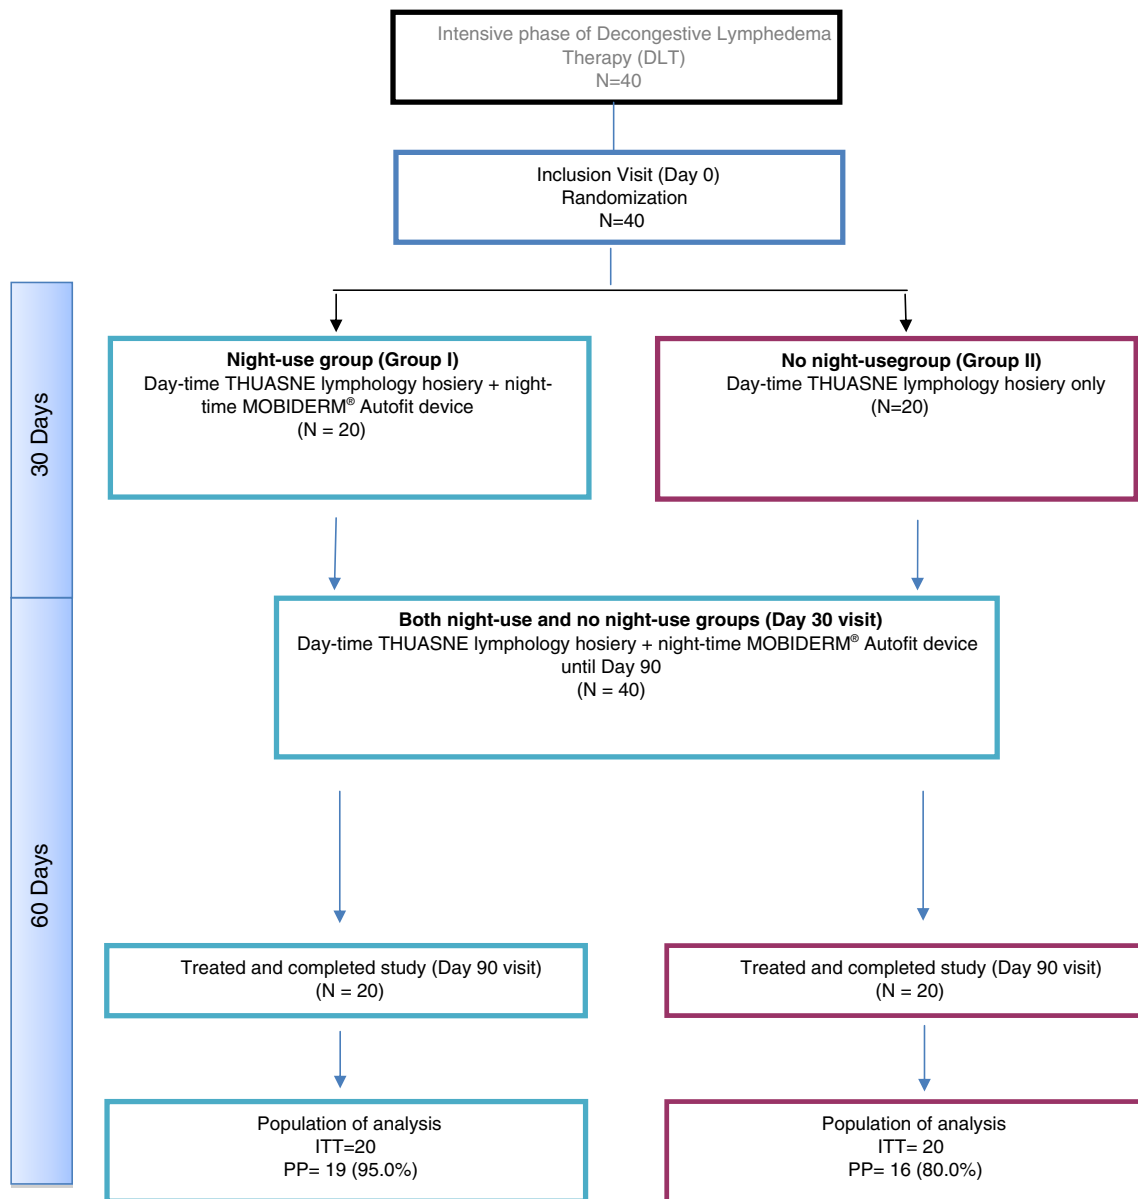 Intensive phase of Decongestive Lymphedema
Therapy (DLT)
N=40
Inclusion Visit (Day 0)
Randomization
N=40
30 Days
Night-use group (Group I)
Day-time THUASNE lymphology hosiery + night-
time MOBIDERM® Autofit device
(N = 20)
No night-usegroup (Group II)
Day-time THUASNE lymphology hosiery only
(N=20)
60 Days
Both night-use and no night-use groups (Day 30 visit)
Day-time THUASNE lymphology hosiery + night-time MOBIDERM® Autofit device
until Day 90
(N = 40)
Treated and completed study (Day 90 visit)
(N = 20)
Treated and completed study (Day 90 visit)
(N = 20)
Population of analysis
ITT=20
PP= 19 (95.0%)
Population of analysis
ITT= 20
PP= 16 (80.0%)